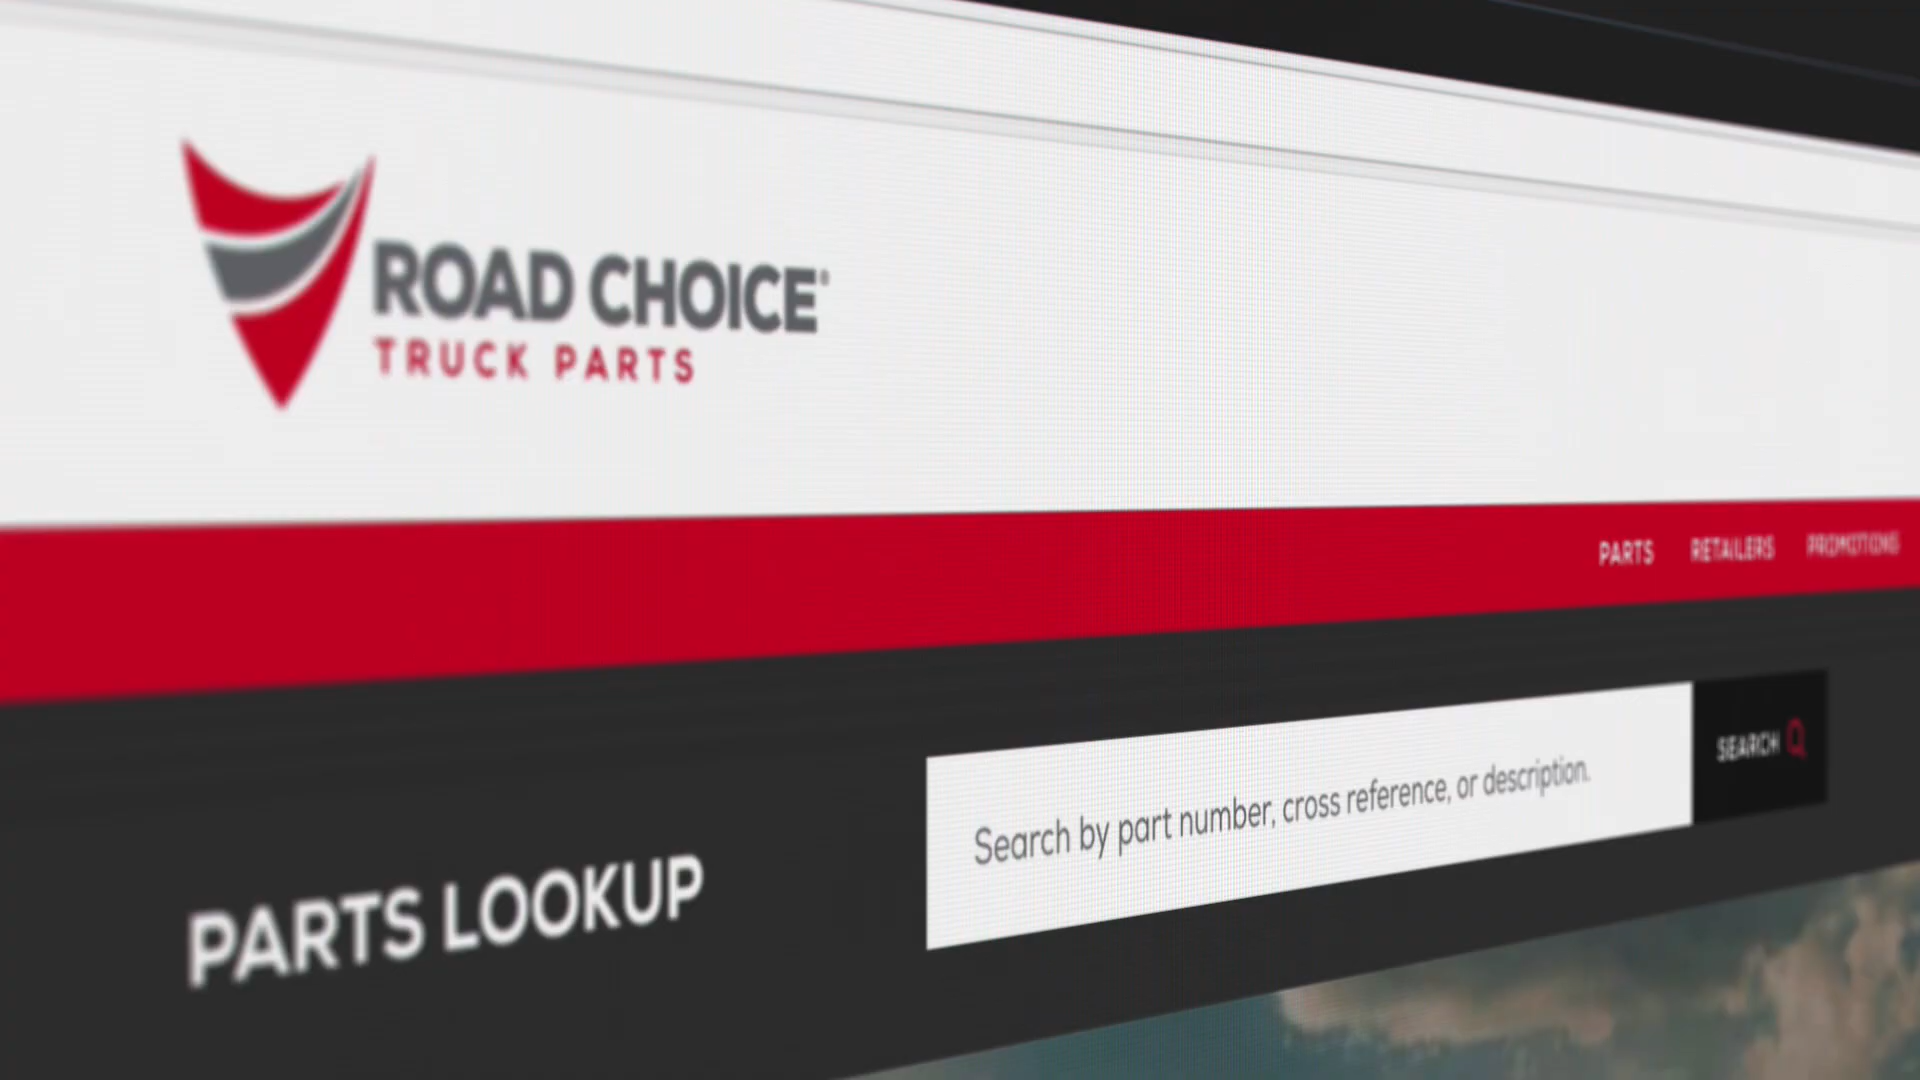 ROAD CHOICE®
TRUCK PARTS
PARTS RETAILERS PROMOTIONS
PARTS LOOKUP
Search by part number, cross reference, or description.
SEARCH